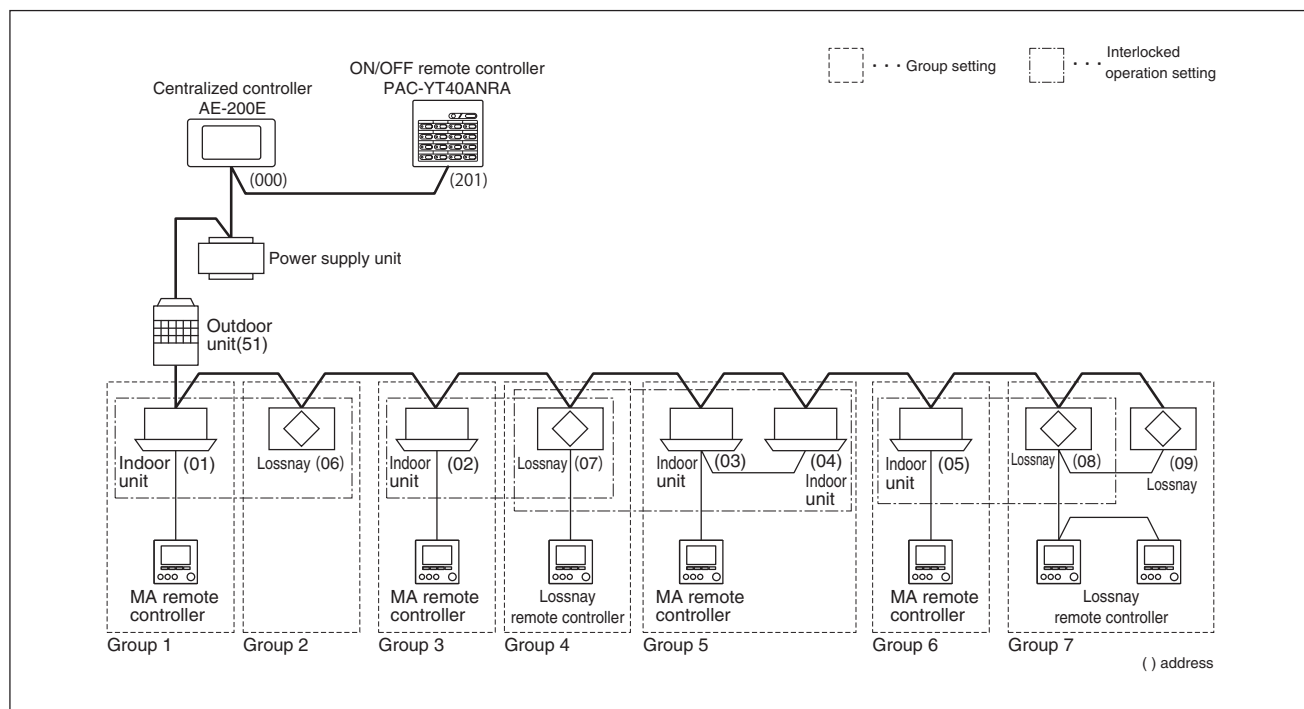 ON/OFF remote controller
PAC-YT40ANRA
Centralized controller
AE-200E
··· Group setting
··· Interlocked
operation setting
(000)
(201)
Power supply unit
Outdoor
unit(51)
Indoor
unit
(01)
Lossnay (06)
Indoor
unit
(02)
Lossnay (07)
Indoor
unit
(03)
(04)
Indoor
unit
Indoor
unit
(05)
Lossnay
(08)
(09)
Lossnay
MA remote
controller
MA remote
controller
Lossnay
remote controller
MA remote
controller
MA remote
controller
Lossnay
remote controller
Group 1
Group 2
Group 3
Group 4
Group 5
Group 6
Group 7
( ) address